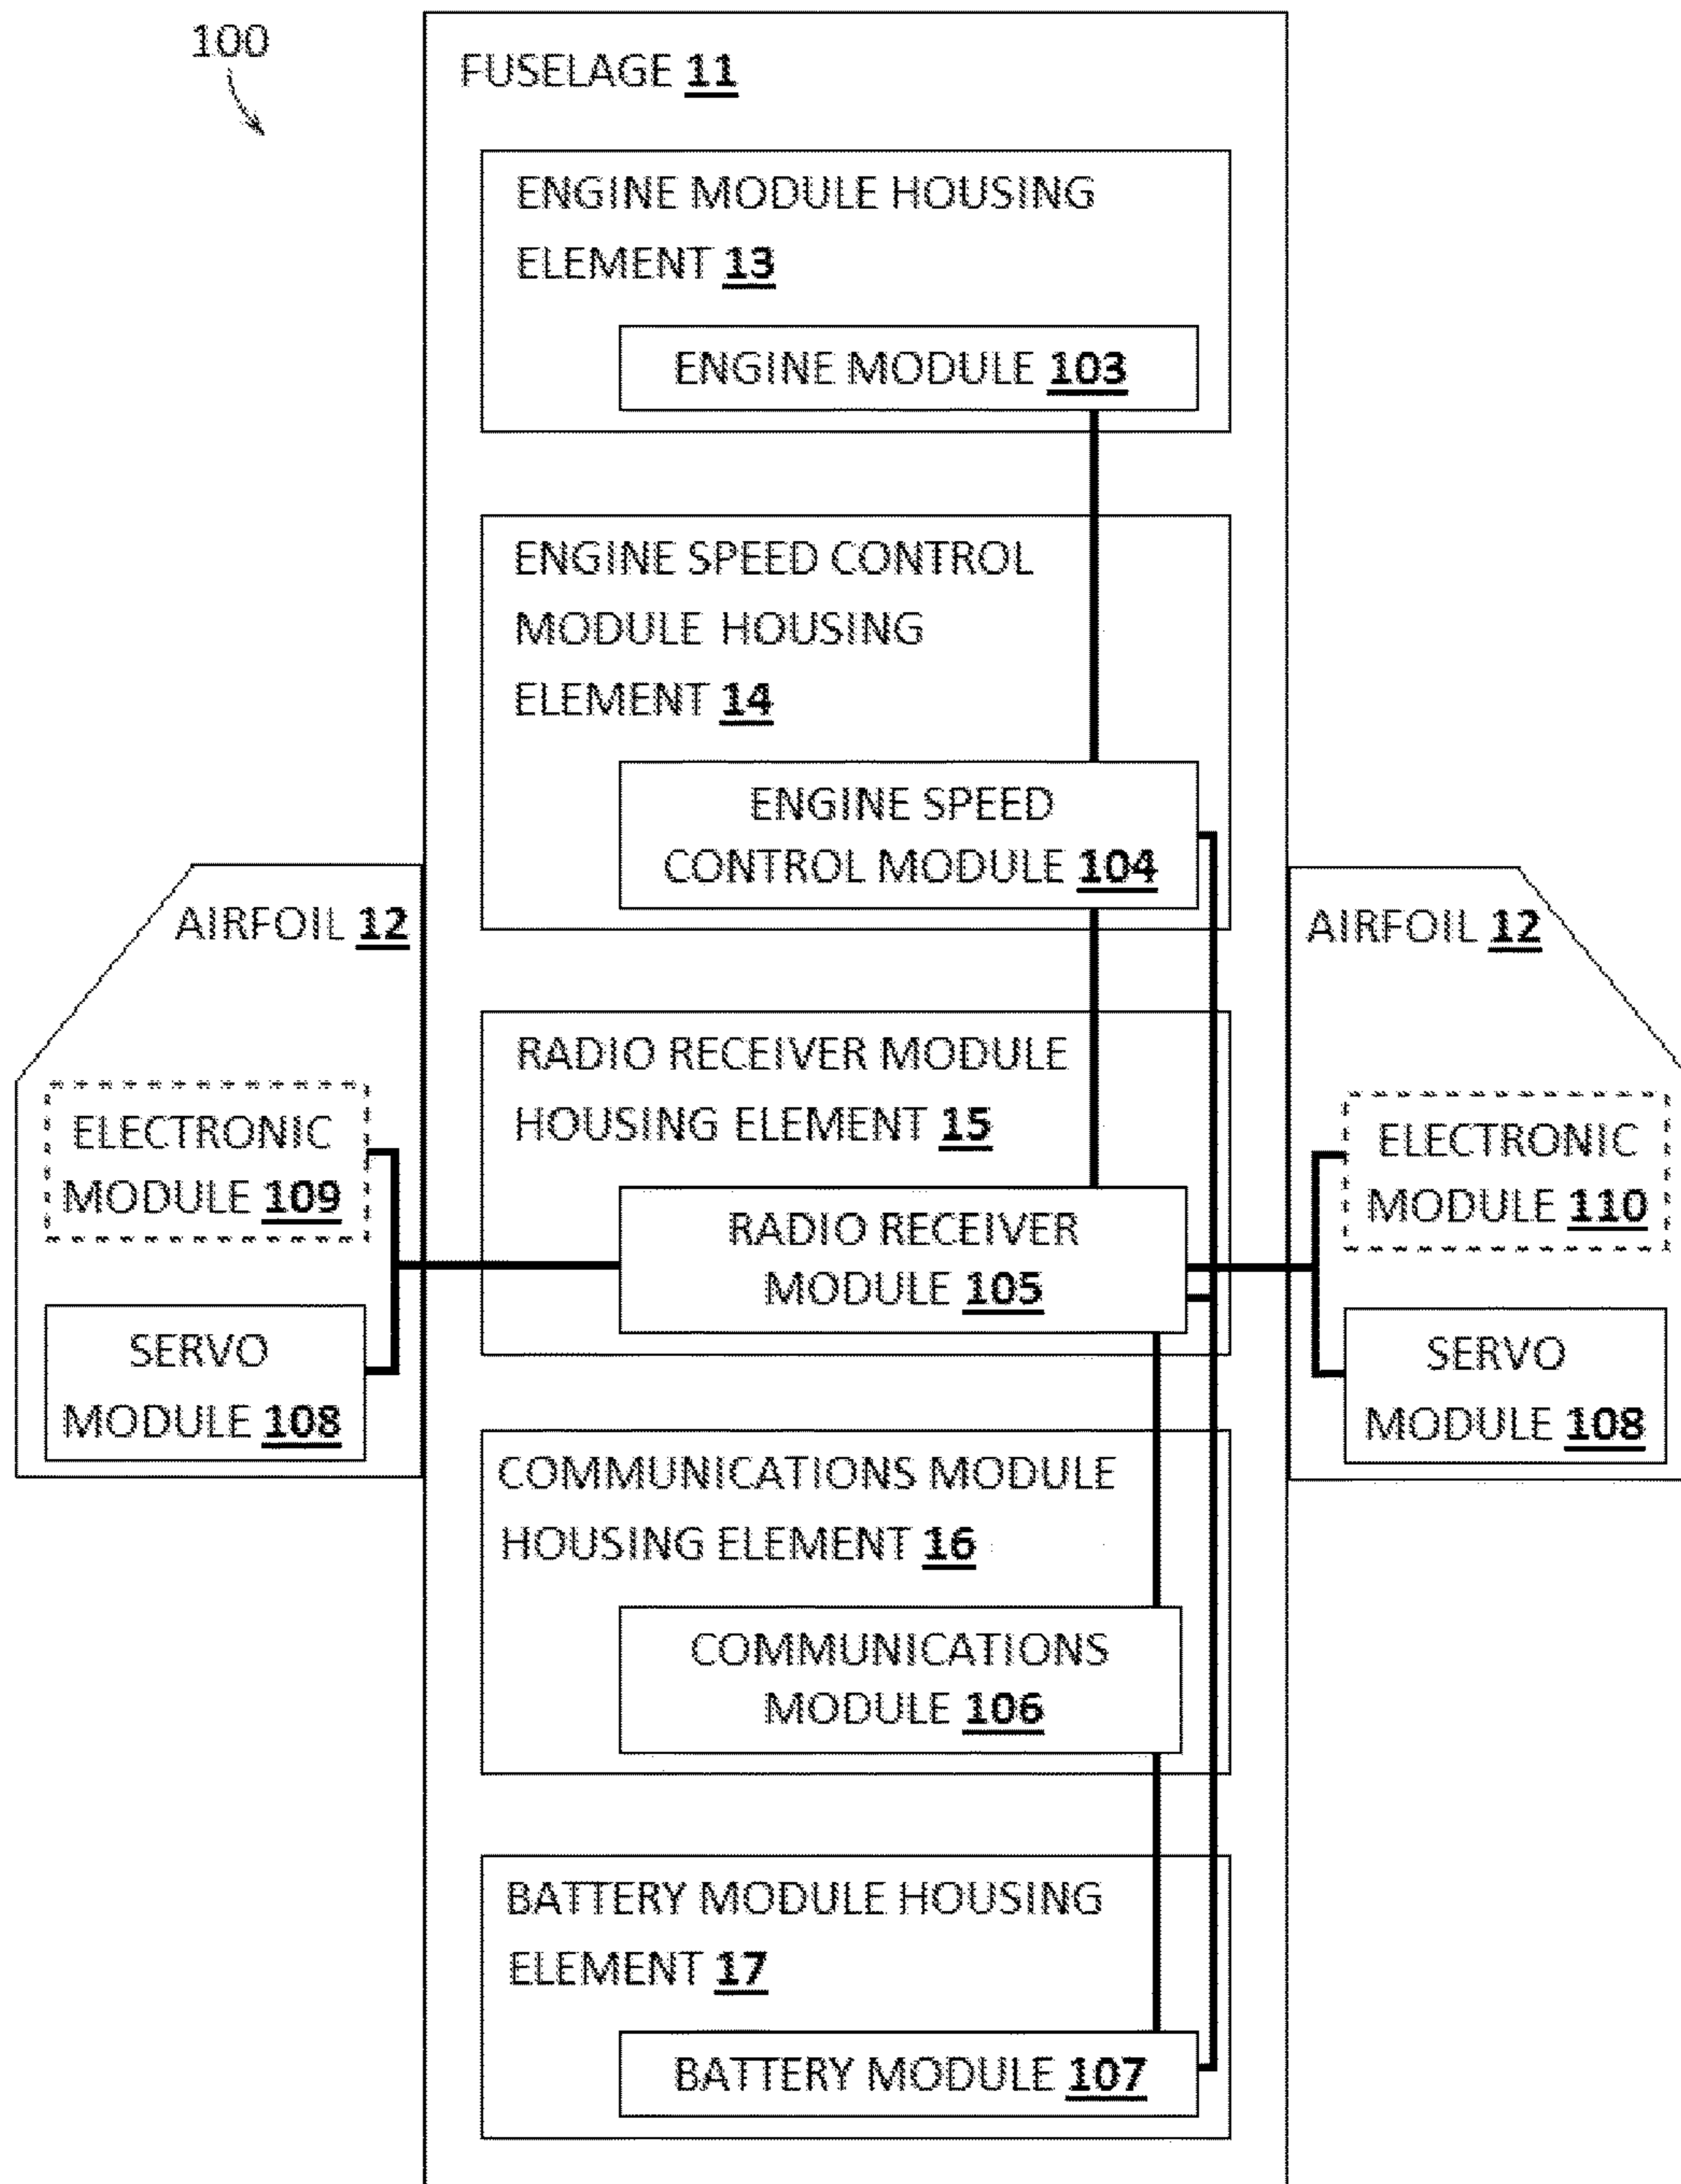 100
FUSELAGE 11
ENGINE MODULE HOUSING
ELEMENT 13
ENGINE MODULE 103
ENGINE SPEED CONTROL
MODULE HOUSING
ELEMENT 14
ENGINE SPEED
CONTROL MODULE 104
AIRFOIL 12
ELECTRONIC
MODULE 109
SERVO
MODULE 108
RADIO RECEIVER MODULE
HOUSING ELEMENT 15
RADIO RECEIVER
MODULE 105
AIRFOIL 12
ELECTRONIC
MODULE 110
SERVO
MODULE 108
COMMUNICATIONS MODULE
HOUSING ELEMENT 16
COMMUNICATIONS
MODULE 106
BATTERY MODULE HOUSING
ELEMENT 17
BATTERY MODULE 107